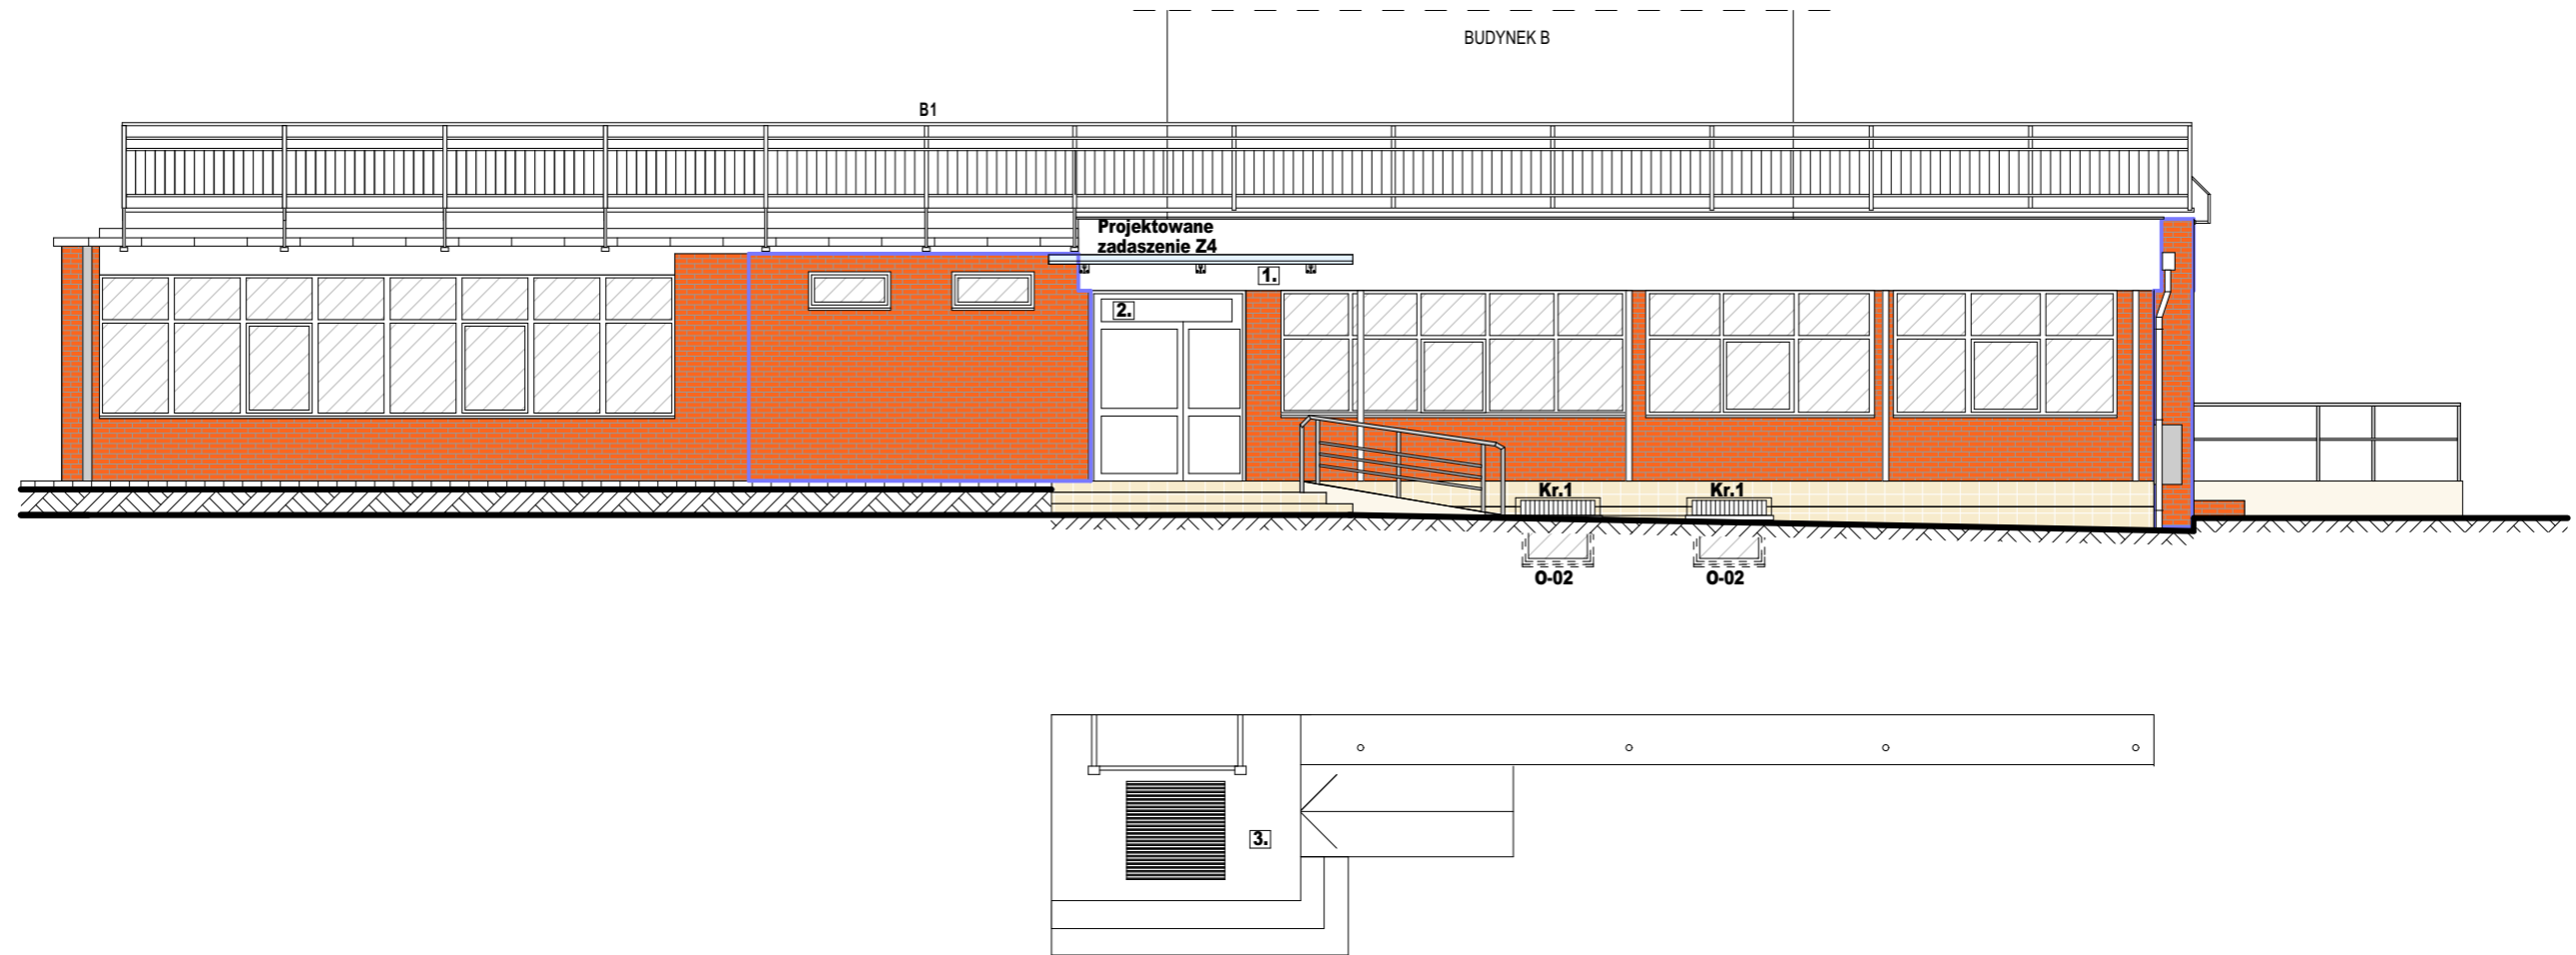 BUDYNEK B
B1
Projektowane
zadaszenie Z4
1.
2.
Kr.1
Kr.1
O-02
O-02
3.